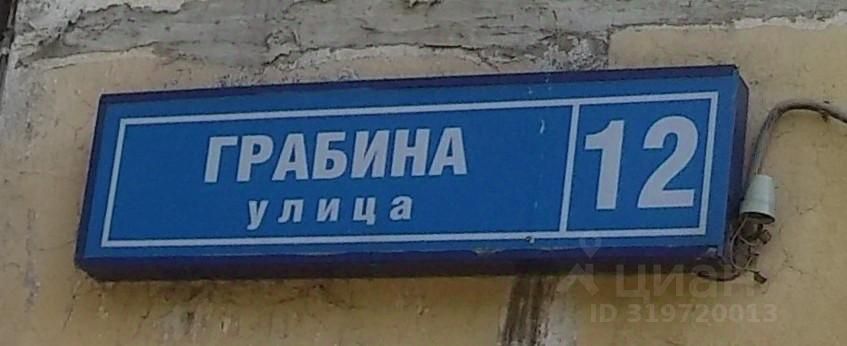 ГРАБИНА
улица
12
циан
ID 319720013